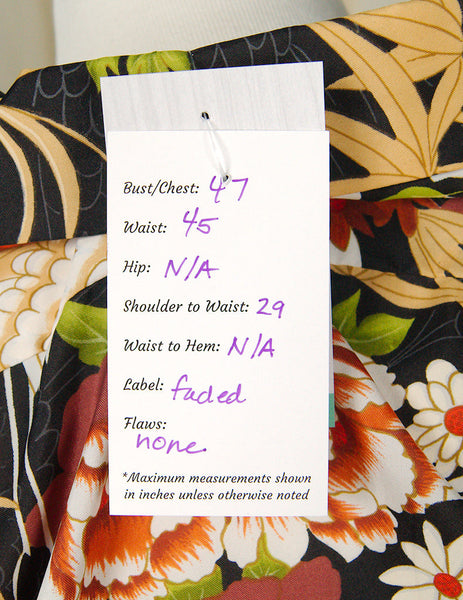 Bust/Chest: 47
Waist: 45
Hip: N/A
Shoulder to Waist: 29
Waist to Hem: N/A
Label: faded
Flaws:
none.
*Maximum measurements shown
in inches unless otherwise noted